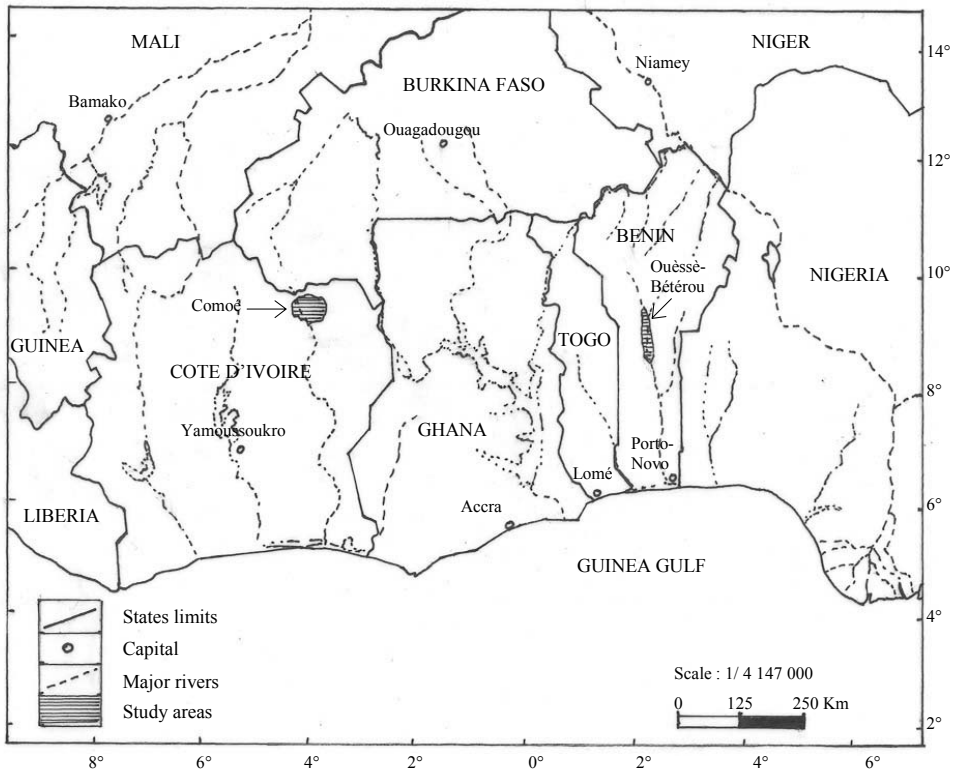 MALI
NIGER
14°
Niamey
BURKINA FASO
Bamako
Ouagadougou
12°
BENIN
Ouèssè-
Bétérou
10°
NIGERIA
Comoé
GUINEA
TOGO
COTE D’IVOIRE
8°
Yamoussoukro
GHANA
Porto-
Novo
Lomé
Accra
6°
LIBERIA
GUINEA GULF
States limits
4°
Capital
Major rivers
Scale : 1/ 4 147 000
Study areas
0 125 250 Km
2°
8° 6° 4° 2° 0° 2° 4° 6°